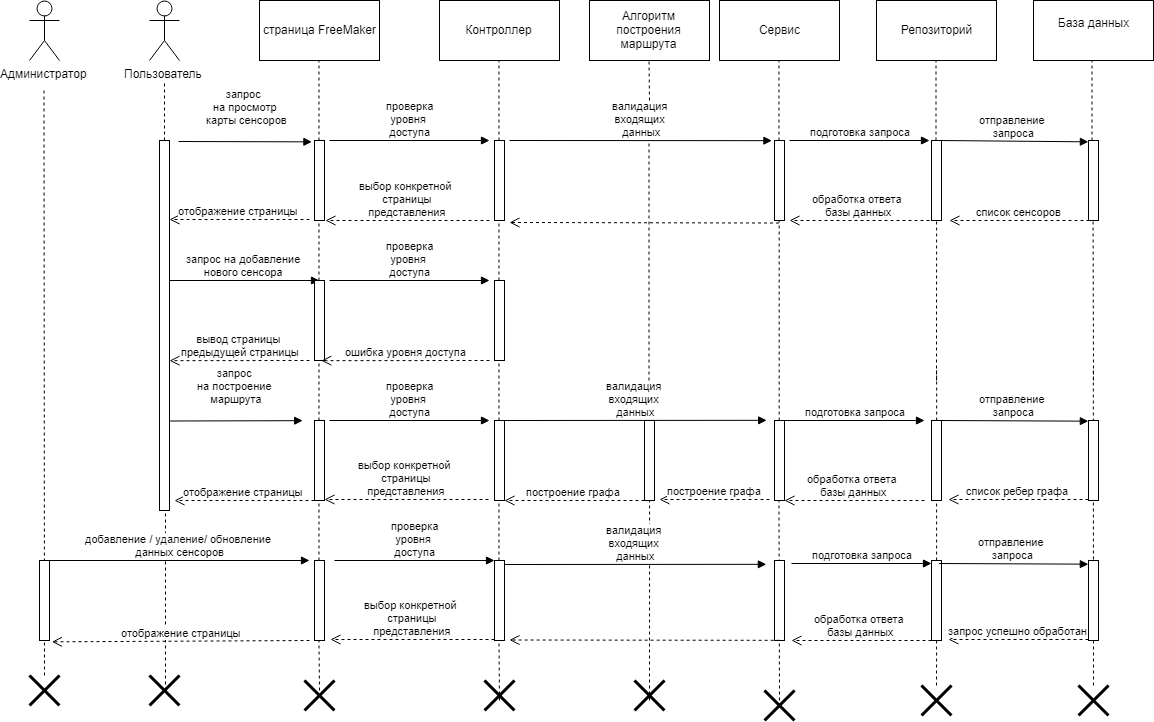 Администратор
Пользователь
страница FreeMaker
Контроллер
Алгоритм
построения
маршрута
Сервис
Репозиторий
База данных
запрос
на просмотр
карты сенсоров
проверка
уровня
доступа
валидация
входящих
данных
подготовка запроса
отправление
запроса
отображение страницы
выбор конкретной
страницы
представления
обработка ответа
базы данных
список сенсоров
запрос на добавление
нового сенсора
проверка
уровня
доступа
вывод страницы
предыдущей страницы
ошибка уровня доступа
запрос
на построение
маршрута
проверка
уровня
доступа
валидация
входящих
данных
подготовка запроса
отправление
запроса
отображение страницы
выбор конкретной
страницы
представления
построение графа
построение графа
обработка ответа
базы данных
список ребер графа
добавление / удаление/ обновление
данных сенсоров
проверка
уровня
доступа
валидация
входящих
данных
подготовка запроса
отправление
запроса
отображение страницы
выбор конкретной
страницы
представления
обработка ответа
базы данных
запрос успешно обработан